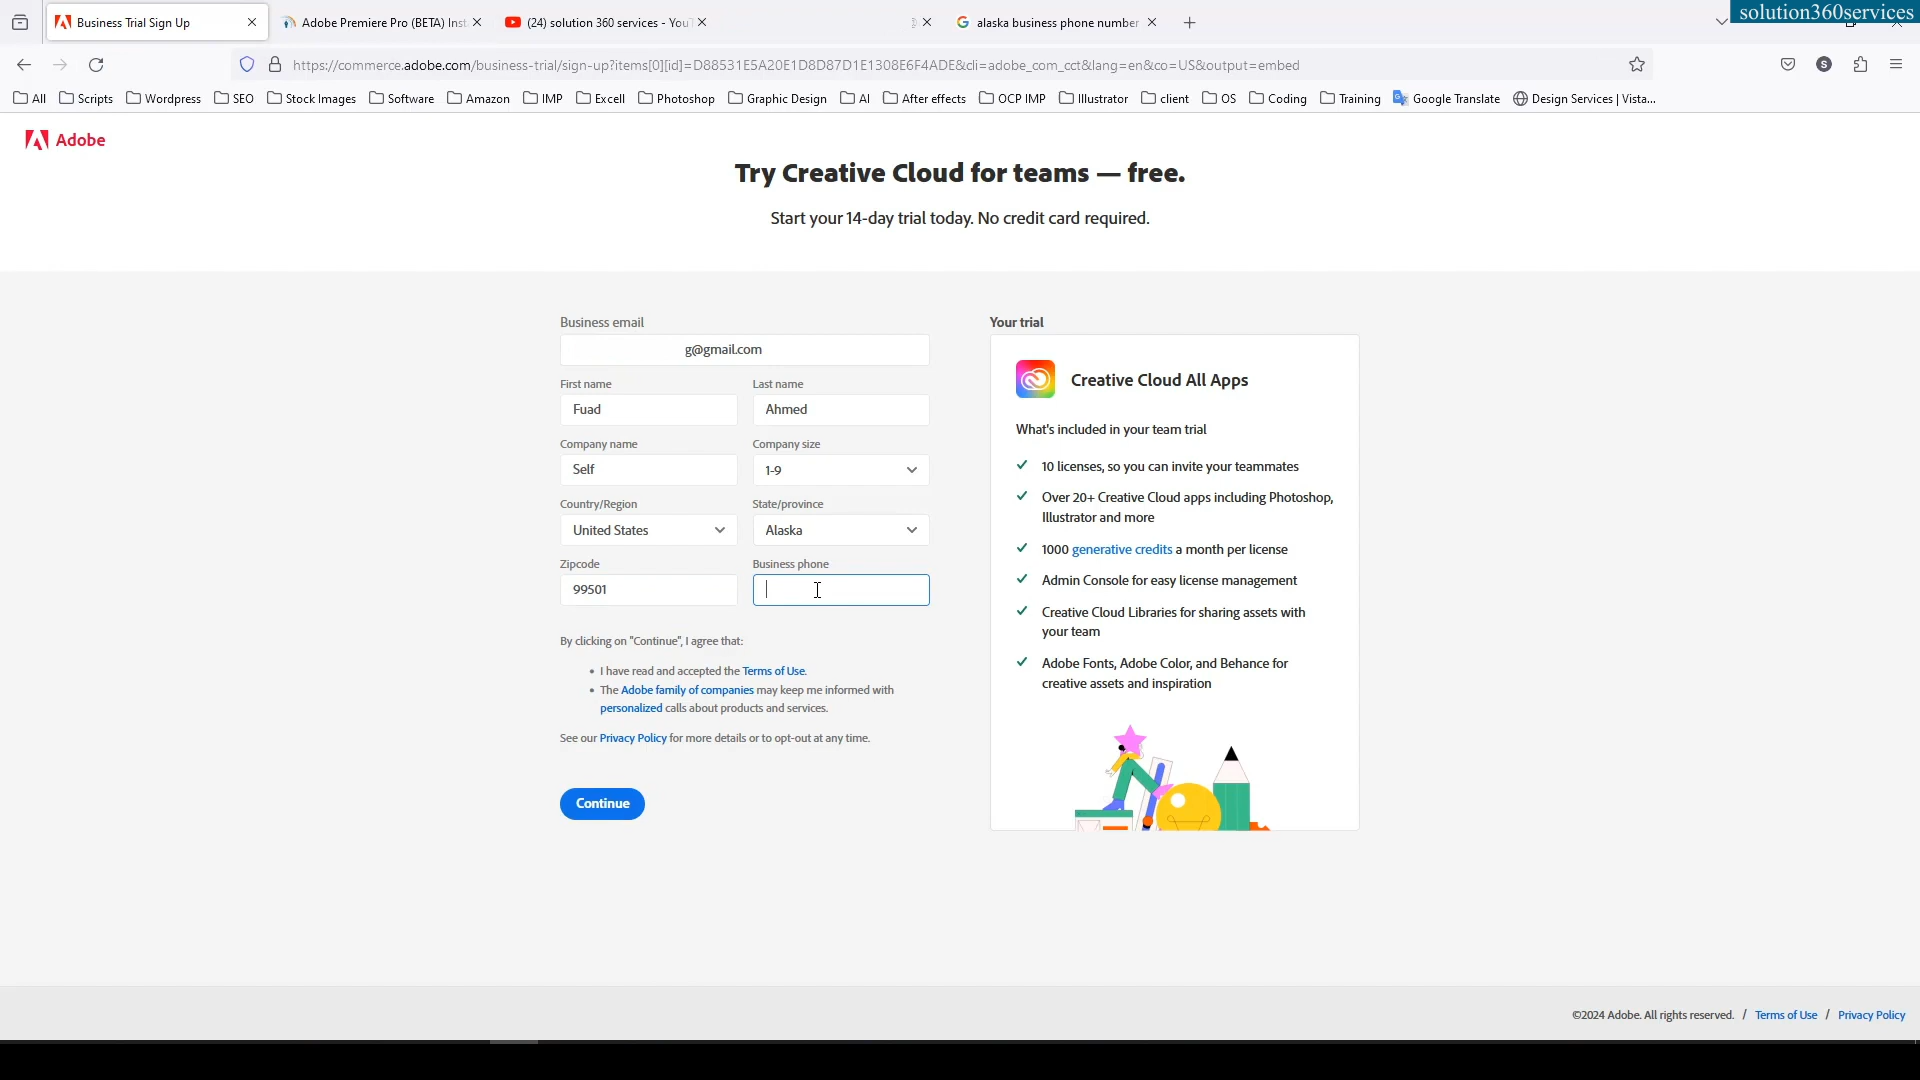 solution360services
Business Trial Sign Up
Adobe Premiere Pro (BETA) Inst
(24) solution 360 services - YouT
alaska business phone number
https://commerce.adobe.com/business-trial/sign-up?items[0][id]=D88531E5A20E1D8D87D1E1308E6F4ADE&cli=adobe_com_cct&lang=en&co=US&output=embed
All Scripts Wordpress SEO Stock Images Software Amazon IMP Excell Photoshop Graphic Design AI After effects OCP IMP Illustrator client OS Coding Training Google Translate Design Services | Vista...
Adobe
Try Creative Cloud for teams — free.
Start your 14-day trial today. No credit card required.
Business email
g@gmail.com
First name Last name
Fuad Ahmed
Company name Company size
Self 1-9
Country/Region State/province
United States Alaska
Zipcode Business phone
99501
By clicking on "Continue", I agree that:
• I have read and accepted the Terms of Use.
• The Adobe family of companies may keep me informed with
personalized calls about products and services.
See our Privacy Policy for more details or to opt-out at any time.
Continue
Your trial
Creative Cloud All Apps
What's included in your team trial
10 licenses, so you can invite your teammates
Over 20+ Creative Cloud apps including Photoshop,
Illustrator and more
1000 generative credits a month per license
Admin Console for easy license management
Creative Cloud Libraries for sharing assets with
your team
Adobe Fonts, Adobe Color, and Behance for
creative assets and inspiration
©2024 Adobe. All rights reserved. / Terms of Use / Privacy Policy